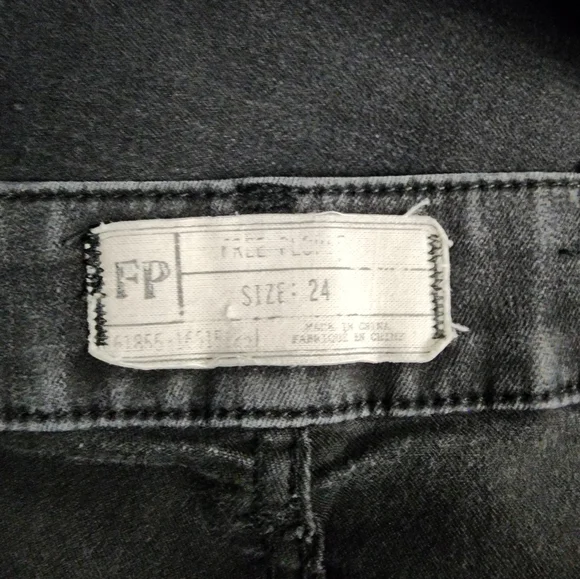 FREE PEOPLE
FP
SIZE: 24
MADE IN CHINA
FABRIQUE EN CHINE